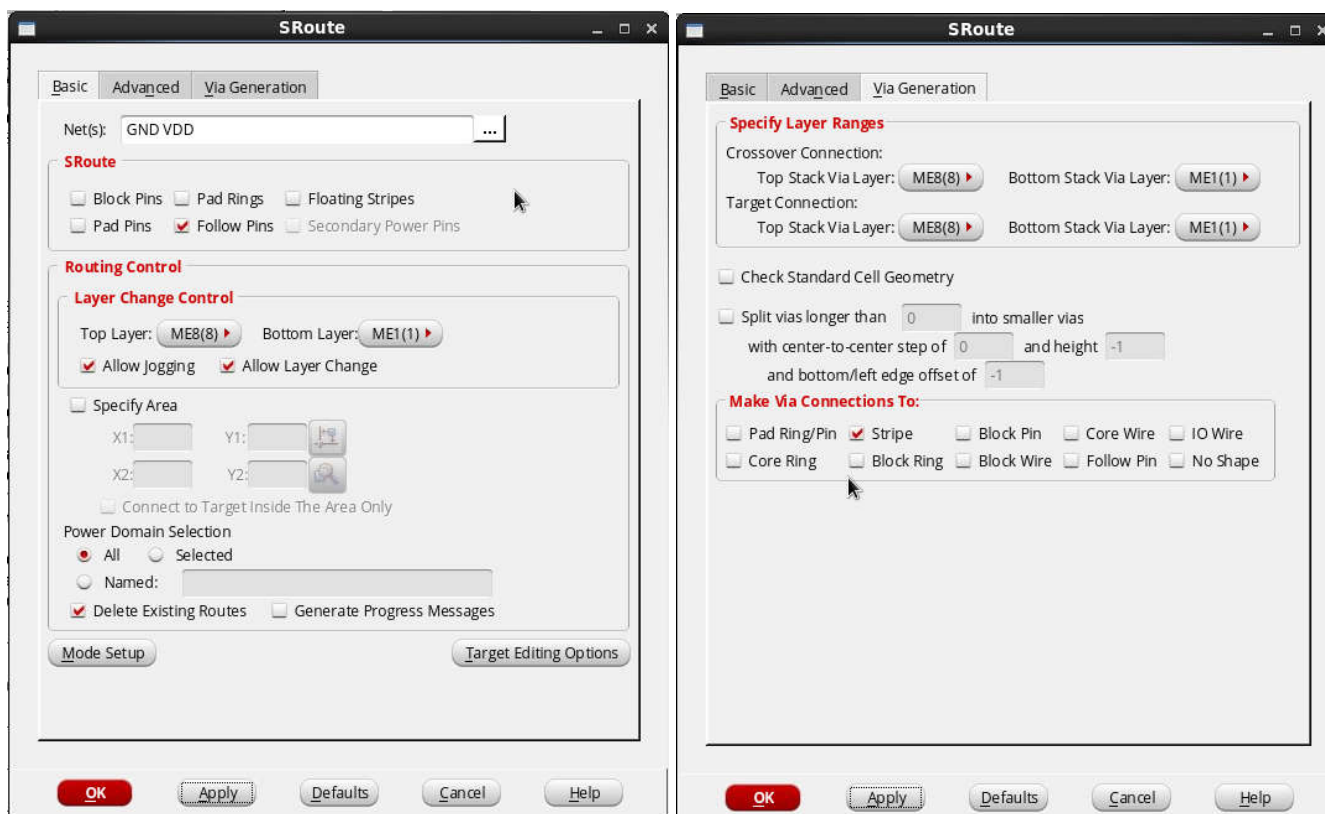 SRoute
Basic Advanced Via Generation
Net(s): GND VDD ...
SRoute
Block Pins Pad Rings Floating Stripes
Pad Pins Follow Pins Secondary Power Pins
Routing Control
Layer Change Control
Top Layer: ME8(8) Bottom Layer: ME1(1)
Allow Jogging Allow Layer Change
Specify Area
X1: Y1:
X2: Y2:
Connect to Target Inside The Area Only
Power Domain Selection
All Selected
Named:
Delete Existing Routes Generate Progress Messages
Mode Setup Target Editing Options
OK Apply Defaults Cancel Help
SRoute
Basic Advanced Via Generation
Specify Layer Ranges
Crossover Connection:
Top Stack Via Layer: ME8(8) Bottom Stack Via Layer: ME1(1)
Target Connection:
Top Stack Via Layer: ME8(8) Bottom Stack Via Layer: ME1(1)
Check Standard Cell Geometry
Split vias longer than 0 into smaller vias
with center-to-center step of 0 and height -1
and bottom/left edge offset of -1
Make Via Connections To:
Pad Ring/Pin Stripe Block Pin Core Wire IO Wire
Core Ring Block Ring Block Wire Follow Pin No Shape
OK Apply Defaults Cancel Help